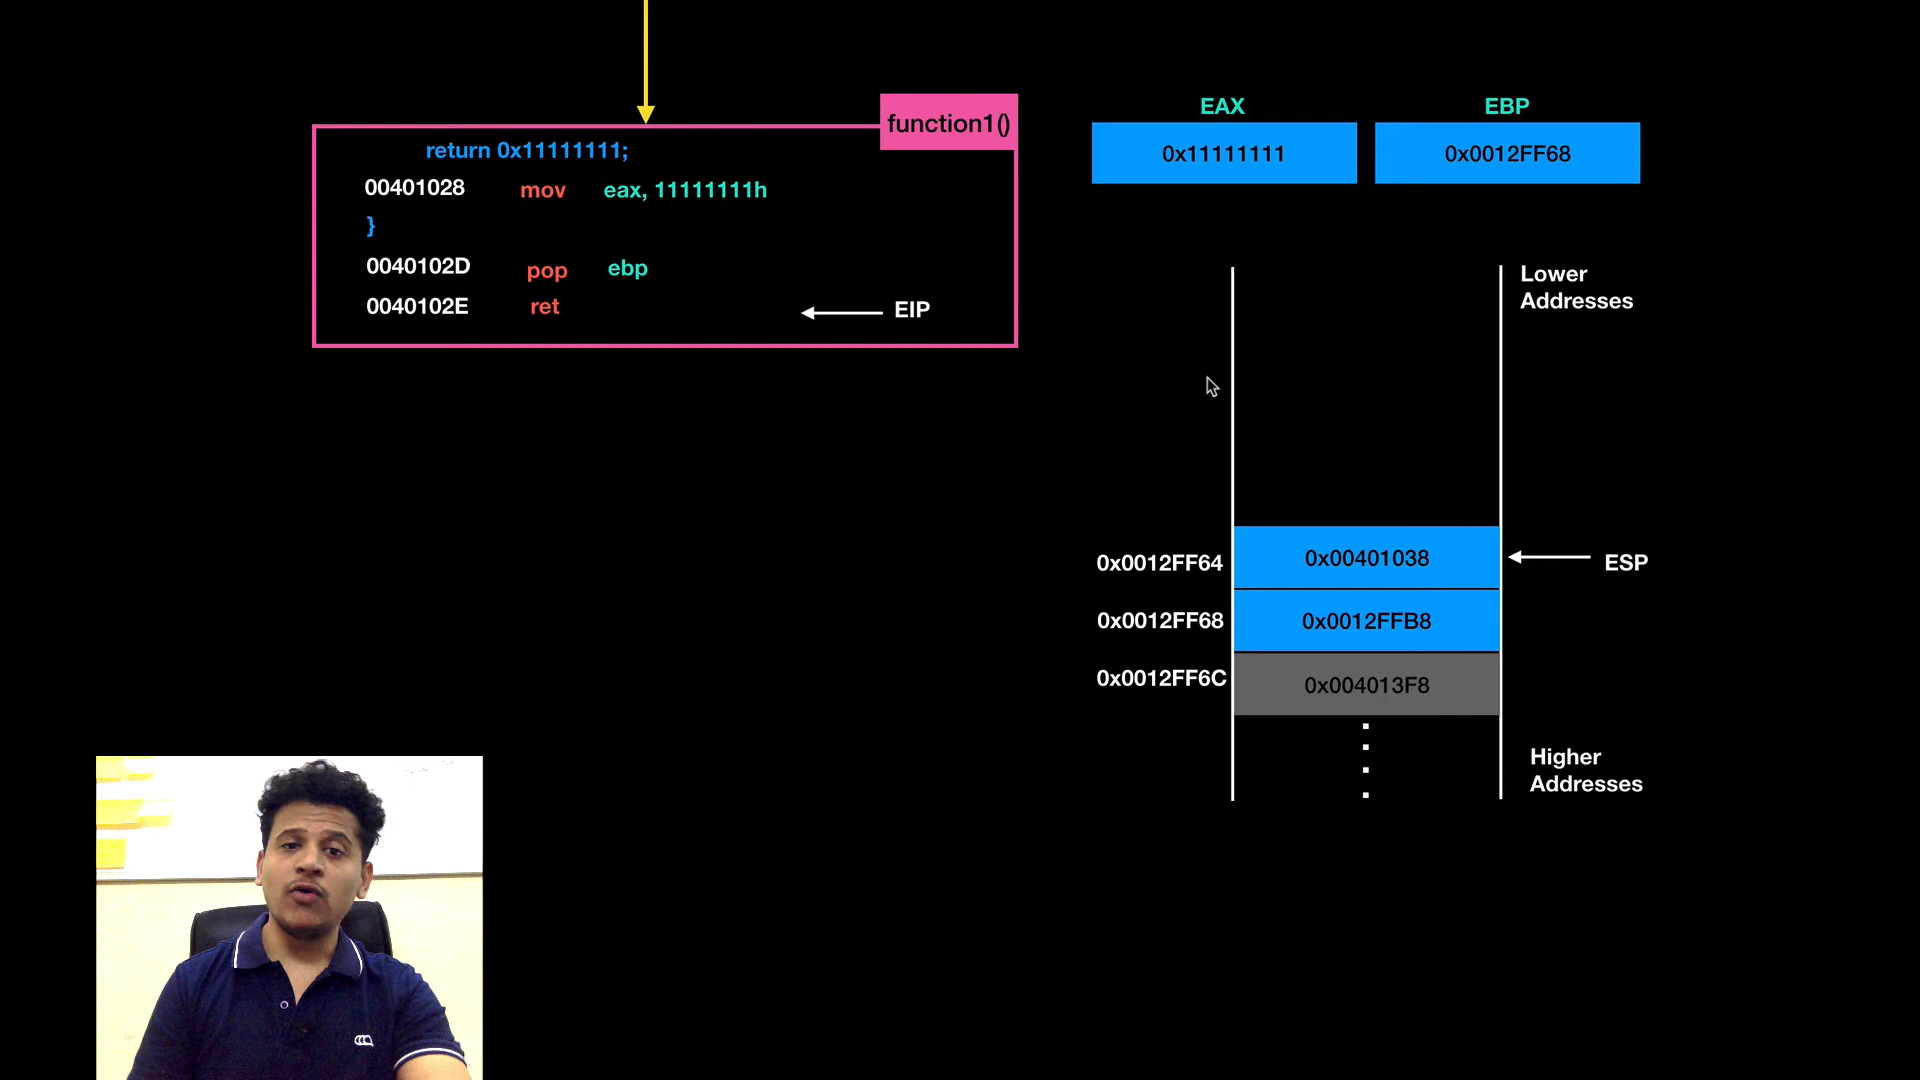 function1()
return 0x11111111;
00401028 mov eax, 11111111h
}
0040102D pop ebp
0040102E ret
EIP
EAX
EBP
0x11111111
0x0012FF68
Lower
Addresses
0x0012FF64 0x00401038
ESP
0x0012FF68 0x0012FFB8
0x0012FF6C 0x004013F8
Higher
Addresses